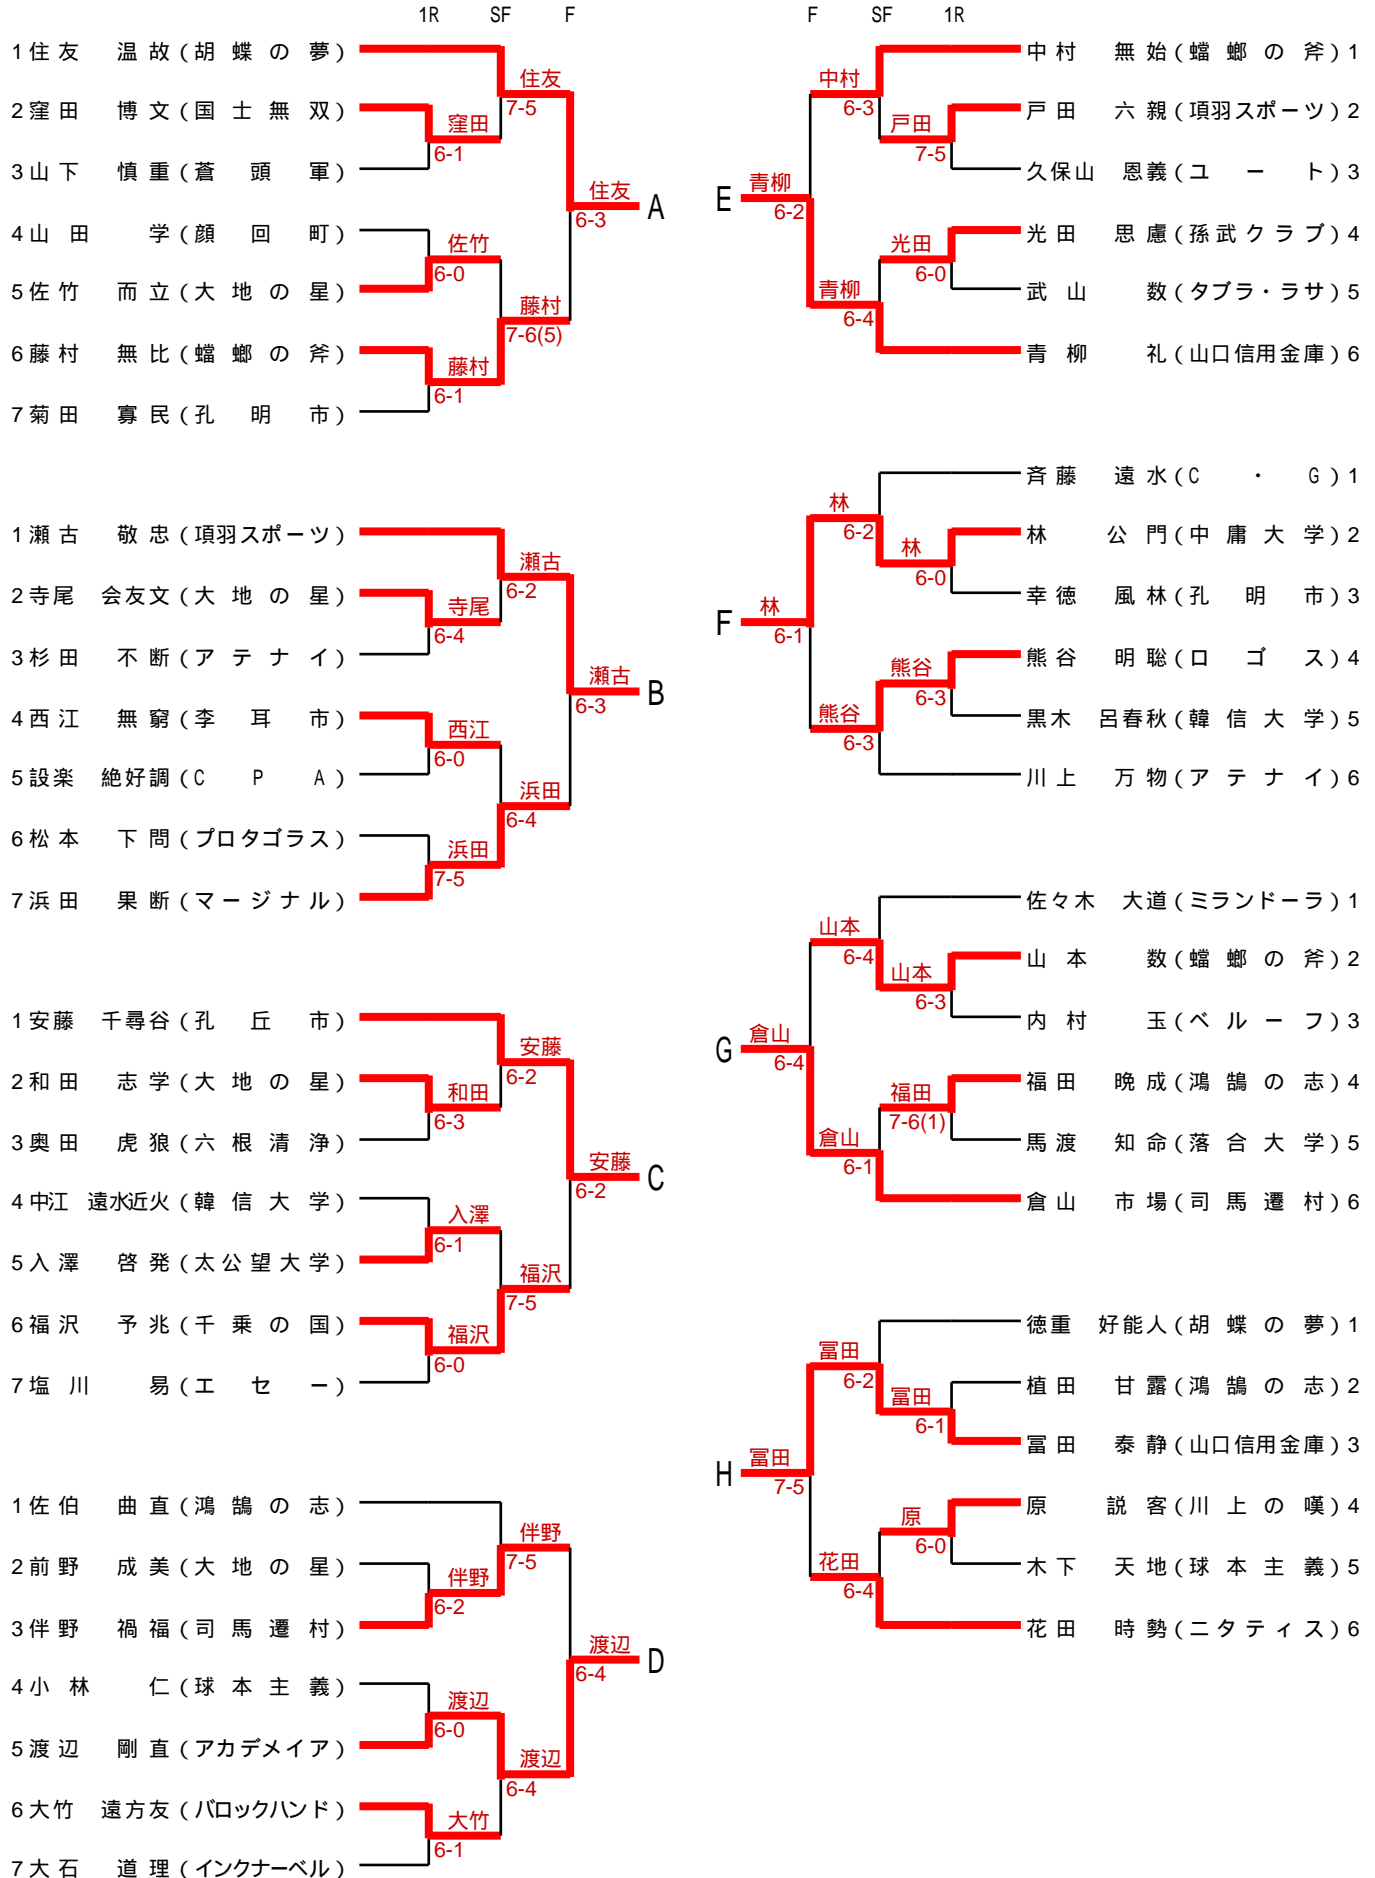 1R SF F
1 住友 温故 (胡蝶の夢)
住友
7-5
2 窪田 博文 (国士無双)
窪田
6-1
3 山下 慎重 (蒼頭軍)
住友 A
6-3
4 山田 学 (顔回町)
佐竹
6-0
5 佐竹 而立 (大地の星)
藤村
7-6(5)
6 藤村 無比 (蟷螂の斧)
藤村
6-1
7 菊田 寡民 (孔明市)
1 瀬古 敬忠 (項羽スポーツ)
瀬古
6-2
2 寺尾 会友文 (大地の星)
寺尾
6-4
3 杉田 不断 (アテナイ)
瀬古 B
6-3
4 西江 無窮 (李耳市)
西江
6-0
5 設楽 絶好調 (CPA)
浜田
6-4
6 松本 下問 (プロタゴラス)
浜田
7-5
7 浜田 果断 (マージナル)
1 安藤 千尋谷 (孔丘市)
安藤
6-2
2 和田 志学 (大地の星)
和田
6-3
3 奥田 虎狼 (六根清浄)
安藤 C
6-2
4 中江 遠水近火 (韓信大学)
入澤
6-1
5 入澤 啓発 (太公望大学)
福沢
7-5
6 福沢 予兆 (千乗の国)
福沢
6-0
7 塩川 易 (エセー)
1 佐伯 曲直 (鴻鵠の志)
伴野
7-5
2 前野 成美 (大地の星)
伴野
6-2
3 伴野 禍福 (司馬遷村)
渡辺 D
6-4
4 小林 仁 (球本主義)
渡辺
6-0
5 渡辺 剛直 (アカデメイア)
渡辺
6-4
6 大竹 遠方友 (バロックハンド)
大竹
6-1
7 大石 道理 (インクナーベル)
F SF 1R
中村 無始 (蟷螂の斧) 1
中村
6-3
戸田 六親 (項羽スポーツ) 2
戸田
7-5
久保山 恩義 (ユート) 3
E 青柳
6-2
光田 思慮 (孫武クラブ) 4
光田
6-0
武山 数 (タブラ・ラサ) 5
青柳
6-4
青柳 礼 (山口信用金庫) 6
斉藤 遠水 (C・G) 1
林
6-2
林 公門 (中庸大学) 2
林
6-0
幸徳 風林 (孔明市) 3
F 林
6-1
熊谷 明聡 (ロゴス) 4
熊谷
6-3
黒木 呂春秋 (韓信大学) 5
熊谷
6-3
川上 万物 (アテナイ) 6
佐々木 大道 (ミランドーラ) 1
山本
6-4
山本 数 (蟷螂の斧) 2
山本
6-3
内村 玉 (ベルーフ) 3
G 倉山
6-4
福田 晩成 (鴻鵠の志) 4
福田
7-6(1)
馬渡 知命 (落合大学) 5
倉山
6-1
倉山 市場 (司馬遷村) 6
徳重 好能人 (胡蝶の夢) 1
冨田
6-2
植田 甘露 (鴻鵠の志) 2
冨田
6-1
冨田 泰静 (山口信用金庫) 3
H 冨田
7-5
原 説客 (川上の嘆) 4
原
6-0
木下 天地 (球本主義) 5
花田
6-4
花田 時勢 (ニタティス) 6